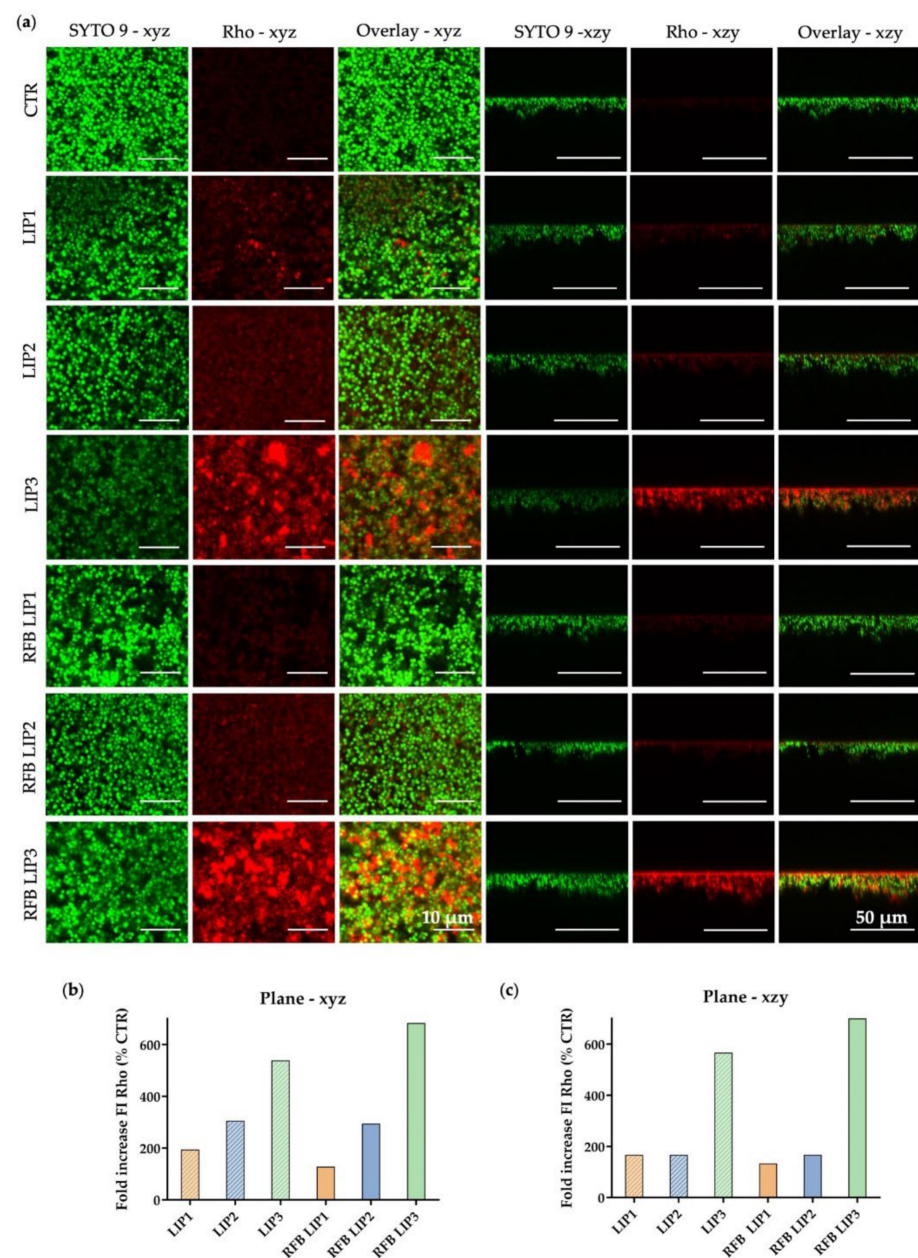 (a)
SYTO 9 - xyz Rho - xyz Overlay - xyz SYTO 9 -xzy Rho - xzy Overlay - xzy
CTR
LIP1
LIP2
LIP3
RFB LIP1
RFB LIP2
RFB LIP3
10 μm
50 μm
(b)
Plane - xyz
Fold increase FI Rho (% CTR)
600
400
200
0
LIP1
LIP2
LIP3
RFB LIP1
RFB LIP2
RFB LIP3
(c)
Plane - xzy
Fold increase FI Rho (% CTR)
600
400
200
0
LIP1
LIP2
LIP3
RFB LIP1
RFB LIP2
RFB LIP3